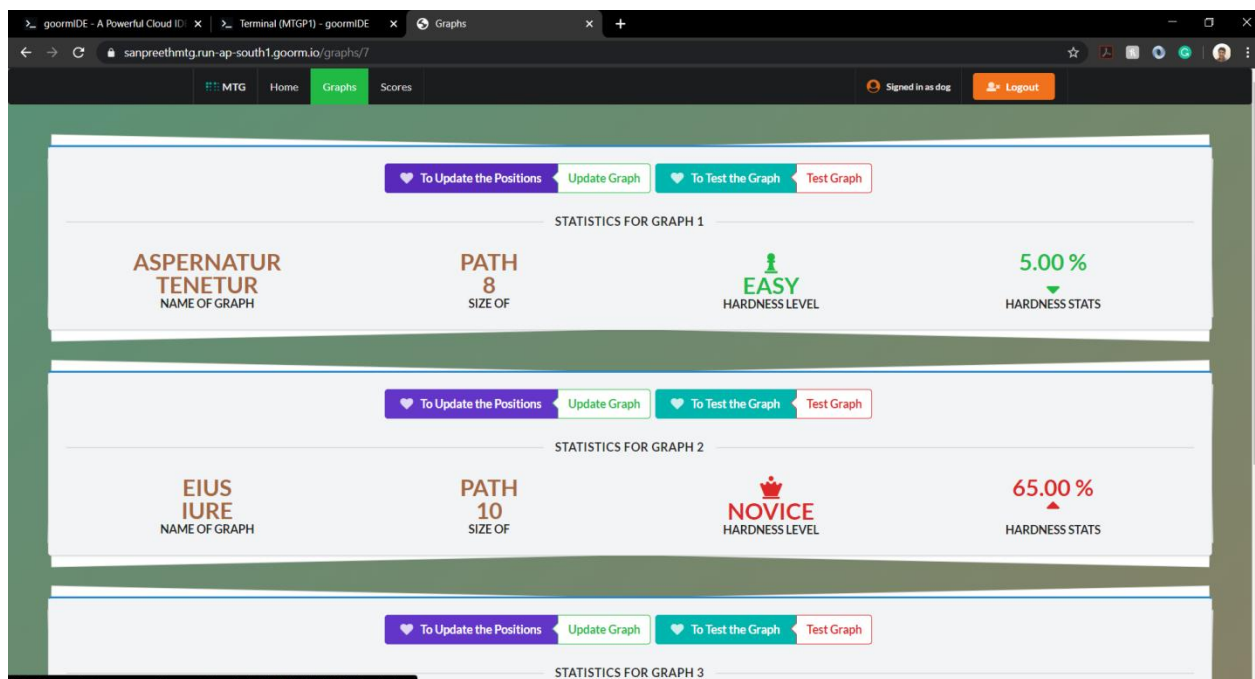 goormIDE - A Powerful Cloud ID
Terminal (MTGP1) - goormIDE
Graphs
sanpreethmtg.run-ap-south1.goorm.io/graphs/7
MTG Home Graphs Scores Signed in as dog Logout
To Update the Positions Update Graph To Test the Graph Test Graph
STATISTICS FOR GRAPH 1
ASPERNATUR
TENETUR
NAME OF GRAPH
PATH
8
SIZE OF
EASY
HARDNESS LEVEL
5.00 %
HARDNESS STATS
To Update the Positions Update Graph To Test the Graph Test Graph
STATISTICS FOR GRAPH 2
EIUS
IURE
NAME OF GRAPH
PATH
10
SIZE OF
NOVICE
HARDNESS LEVEL
65.00 %
HARDNESS STATS
To Update the Positions Update Graph To Test the Graph Test Graph
STATISTICS FOR GRAPH 3